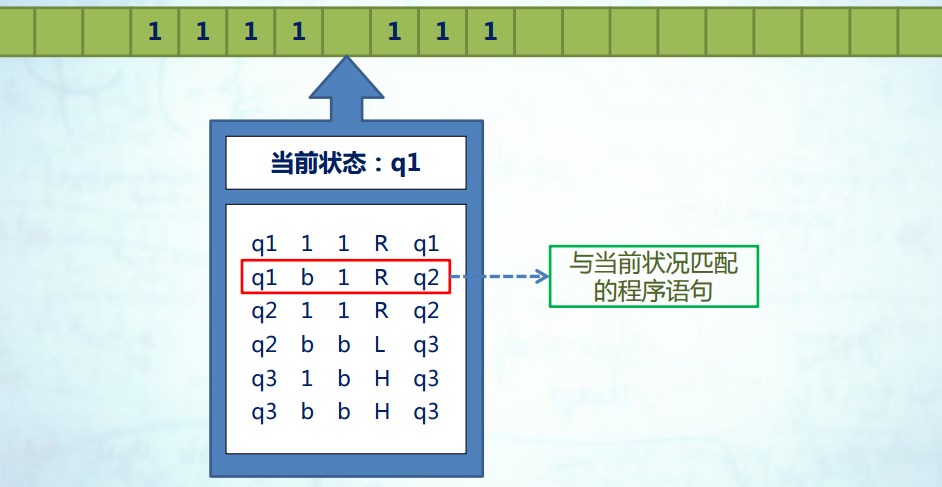 1 1 1 1 1 1 1
当前状态：q1
q1 1 1 R q1
q1 b 1 R q2
q2 1 1 R q2
q2 b b L q3
q3 1 b H q3
q3 b b H q3
与当前状况匹配
的程序语句